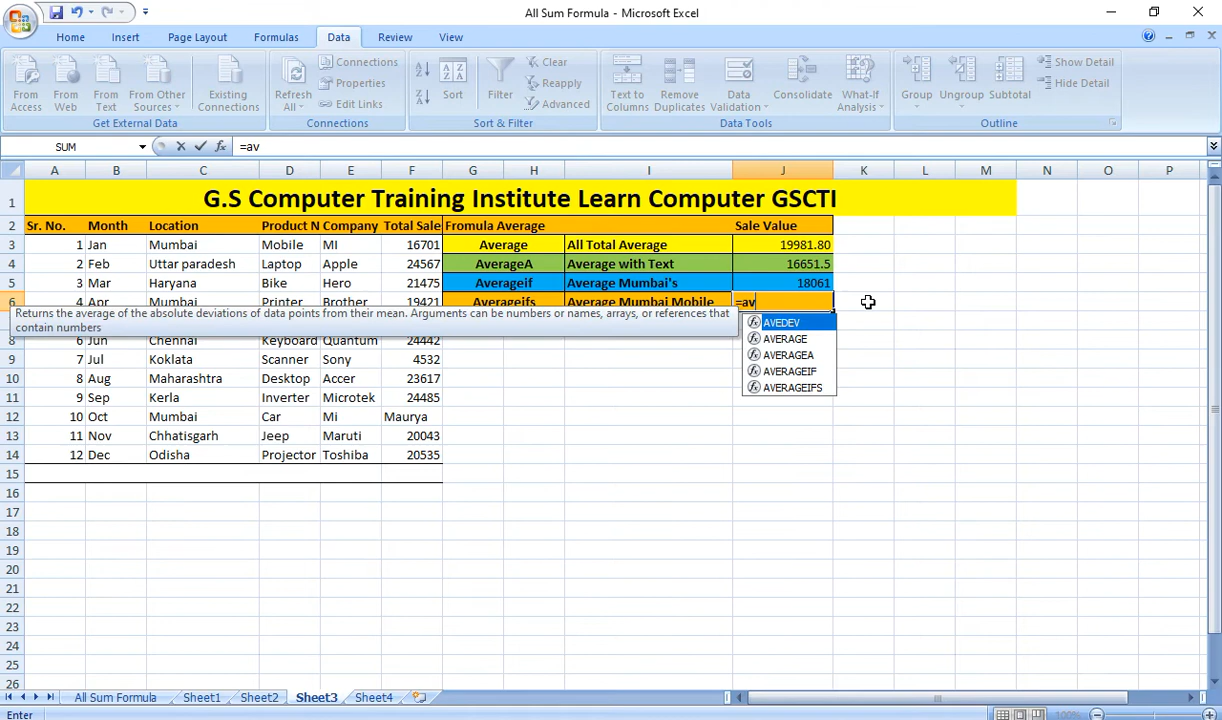 All Sum Formula - Microsoft Excel
Home Insert Page Layout Formulas Data Review View
From Access From Web From Text From Other Sources Existing Connections Refresh All Connections Properties Edit Links Sort Filter Clear Reapply Advanced Text to Columns Remove Duplicates Data Validation Consolidate What-If Analysis Group Ungroup Subtotal Show Detail Hide Detail
Get External Data Connections Sort & Filter Data Tools Outline
SUM =av
A B C D E F G H I J K L M N O P
1 G.S Computer Training Institute Learn Computer GSCTI
2 Sr. No. Month Location Product N Company Total Sale Fromula Average Sale Value
3 1 Jan Mumbai Mobile MI 16701 Average All Total Average 19981.80
4 2 Feb Uttar paradesh Laptop Apple 24567 AverageA Average with Text 16651.5
5 3 Mar Haryana Bike Hero 21475 Averageif Average Mumbai's 18061
6 4 Apr Mumbai Printer Brother 19421 Averageifs Average Mumbai Mobile =av
Returns the average of the absolute deviations of data points from their mean. Arguments can be numbers or names, arrays, or references that
contain numbers
AVEDEV
AVERAGE
AVERAGEA
AVERAGEIF
AVERAGEIFS
8 6 Jun Chennai Keyboard Quantum 24442
9 7 Jul Koklata Scanner Sony 4532
10 8 Aug Maharashtra Desktop Accer 23617
11 9 Sep Kerla Inverter Microtek 24485
12 10 Oct Mumbai Car Mi Maurya
13 11 Nov Chhatisgarh Jeep Maruti 20043
14 12 Dec Odisha Projector Toshiba 20535
15
16
17
18
19
20
21
22
23
24
25
26
All Sum Formula Sheet1 Sheet2 Sheet3 Sheet4
Enter 100%